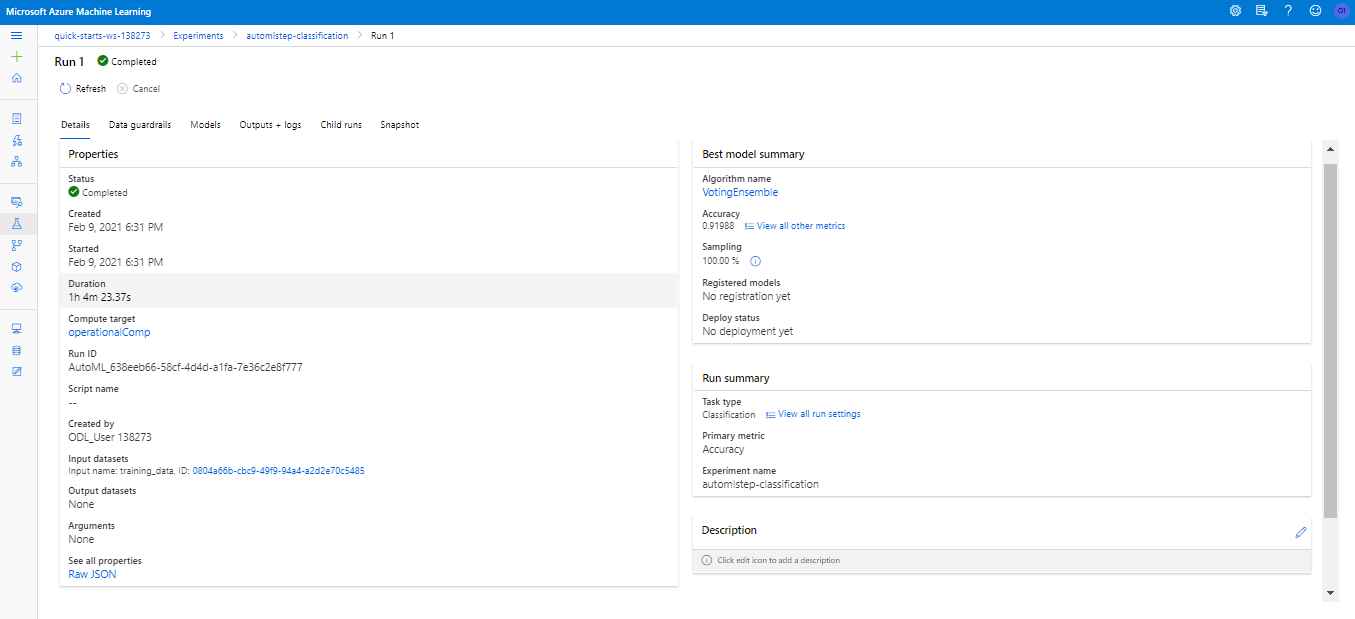 Microsoft Azure Machine Learning
OI
quick-starts-ws-138273 > Experiments > automlstep-classification > Run 1
Run 1 Completed
Refresh Cancel
Details Data guardrails Models Outputs + logs Child runs Snapshot
Properties
Status
Completed
Created
Feb 9, 2021 6:31 PM
Started
Feb 9, 2021 6:31 PM
Duration
1h 4m 23.37s
Compute target
operationalComp
Run ID
AutoML_638eeb66-58cf-4d4d-a1fa-7e36c2e8f777
Script name
--
Created by
ODL_User 138273
Input datasets
Input name: training_data, ID: 0804a66b-cbc9-49f9-94a4-a2d2e70c5485
Output datasets
None
Arguments
None
See all properties
Raw JSON
Best model summary
Algorithm name
VotingEnsemble
Accuracy
0.91988 View all other metrics
Sampling
100.00 %
Registered models
No registration yet
Deploy status
No deployment yet
Run summary
Task type
Classification View all run settings
Primary metric
Accuracy
Experiment name
automlstep-classification
Description
Click edit icon to add a description